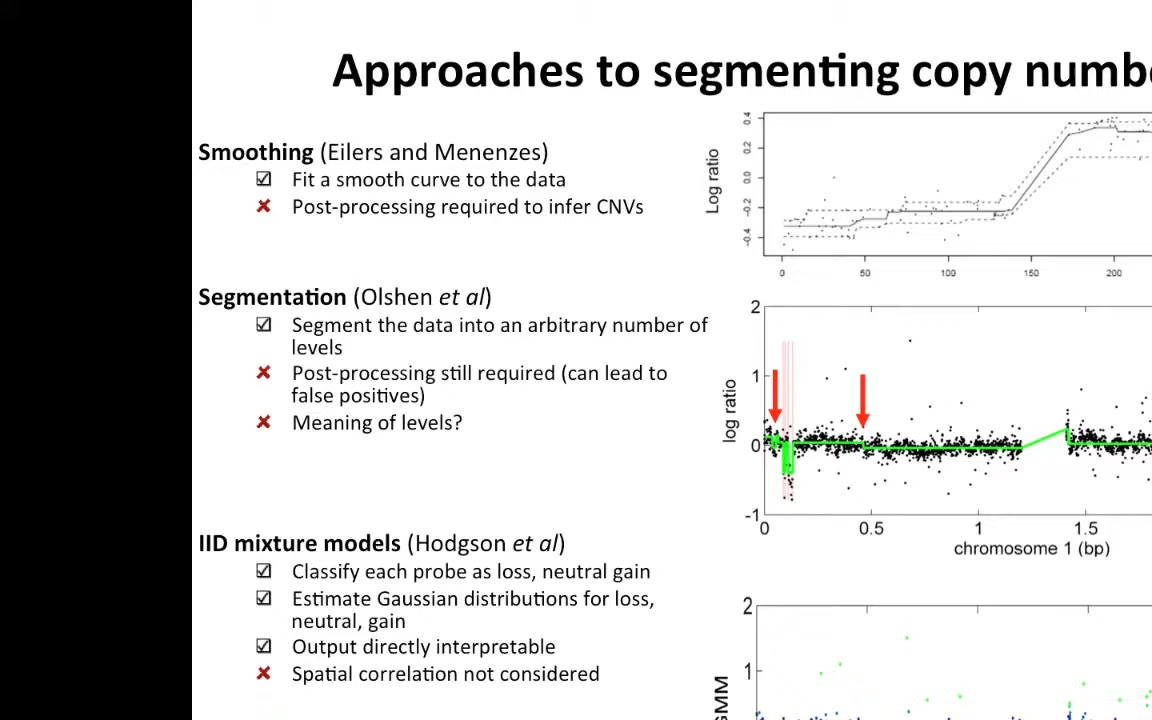 Approaches to segmenting copy numb
Smoothing (Eilers and Menenzes)
☑ Fit a smooth curve to the data
✘ Post-processing required to infer CNVs
Segmentation (Olshen et al)
☑ Segment the data into an arbitrary number of
levels
✘ Post-processing still required (can lead to
false positives)
✘ Meaning of levels?
IID mixture models (Hodgson et al)
☑ Classify each probe as loss, neutral gain
☑ Estimate Gaussian distributions for loss,
neutral, gain
☑ Output directly interpretable
✘ Spatial correlation not considered
Log ratio
0.4
0.2
0.0
-0.2
-0.4
0 50 100 150 200
log ratio
2
1
0
-1
0 0.5 1 1.5
chromosome 1 (bp)
2
1
SMM